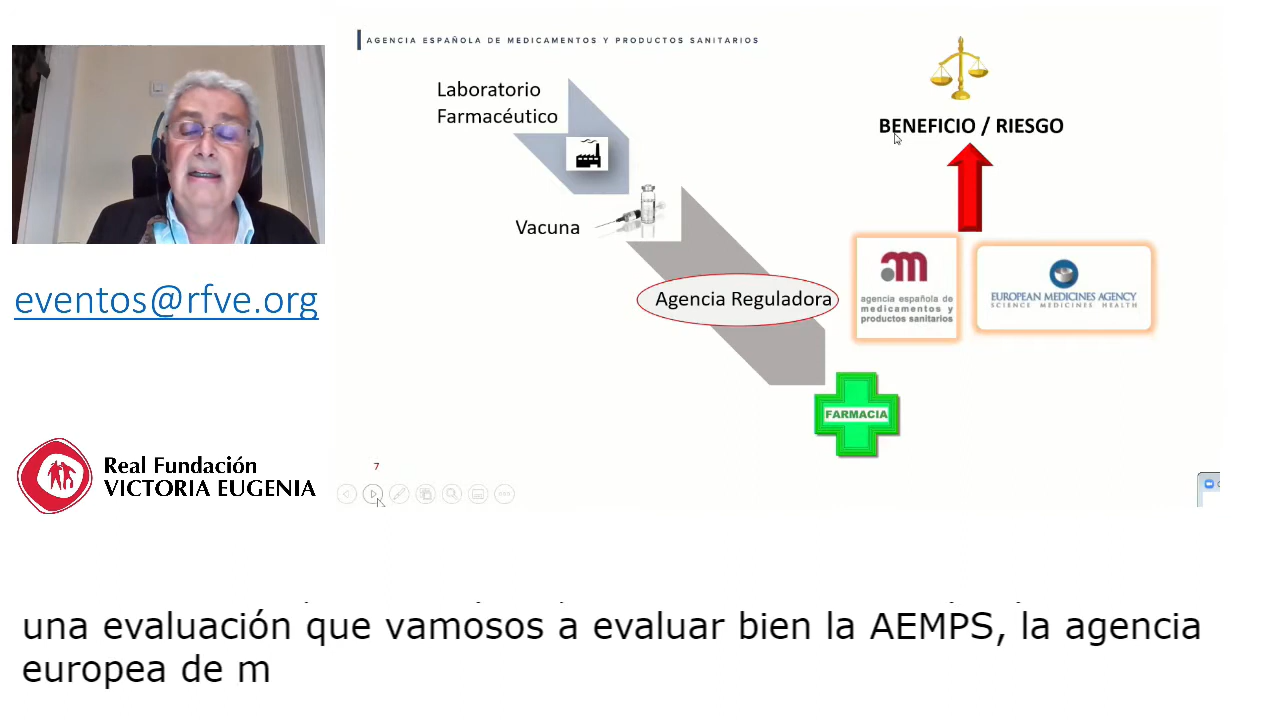 AGENCIA ESPAÑOLA DE MEDICAMENTOS Y PRODUCTOS SANITARIOS
Laboratorio
Farmacéutico
BENEFICIO / RIESGO
Vacuna
Agencia Reguladora
am
agencia española de
medicamentos y
productos sanitarios
EUROPEAN MEDICINES AGENCY
SCIENCE MEDICINES HEALTH
FARMACIA
7
eventos@rfve.org
Real Fundación
VICTORIA EUGENIA
una evaluación que vamosos a evaluar bien la AEMPS, la agencia
europea de m